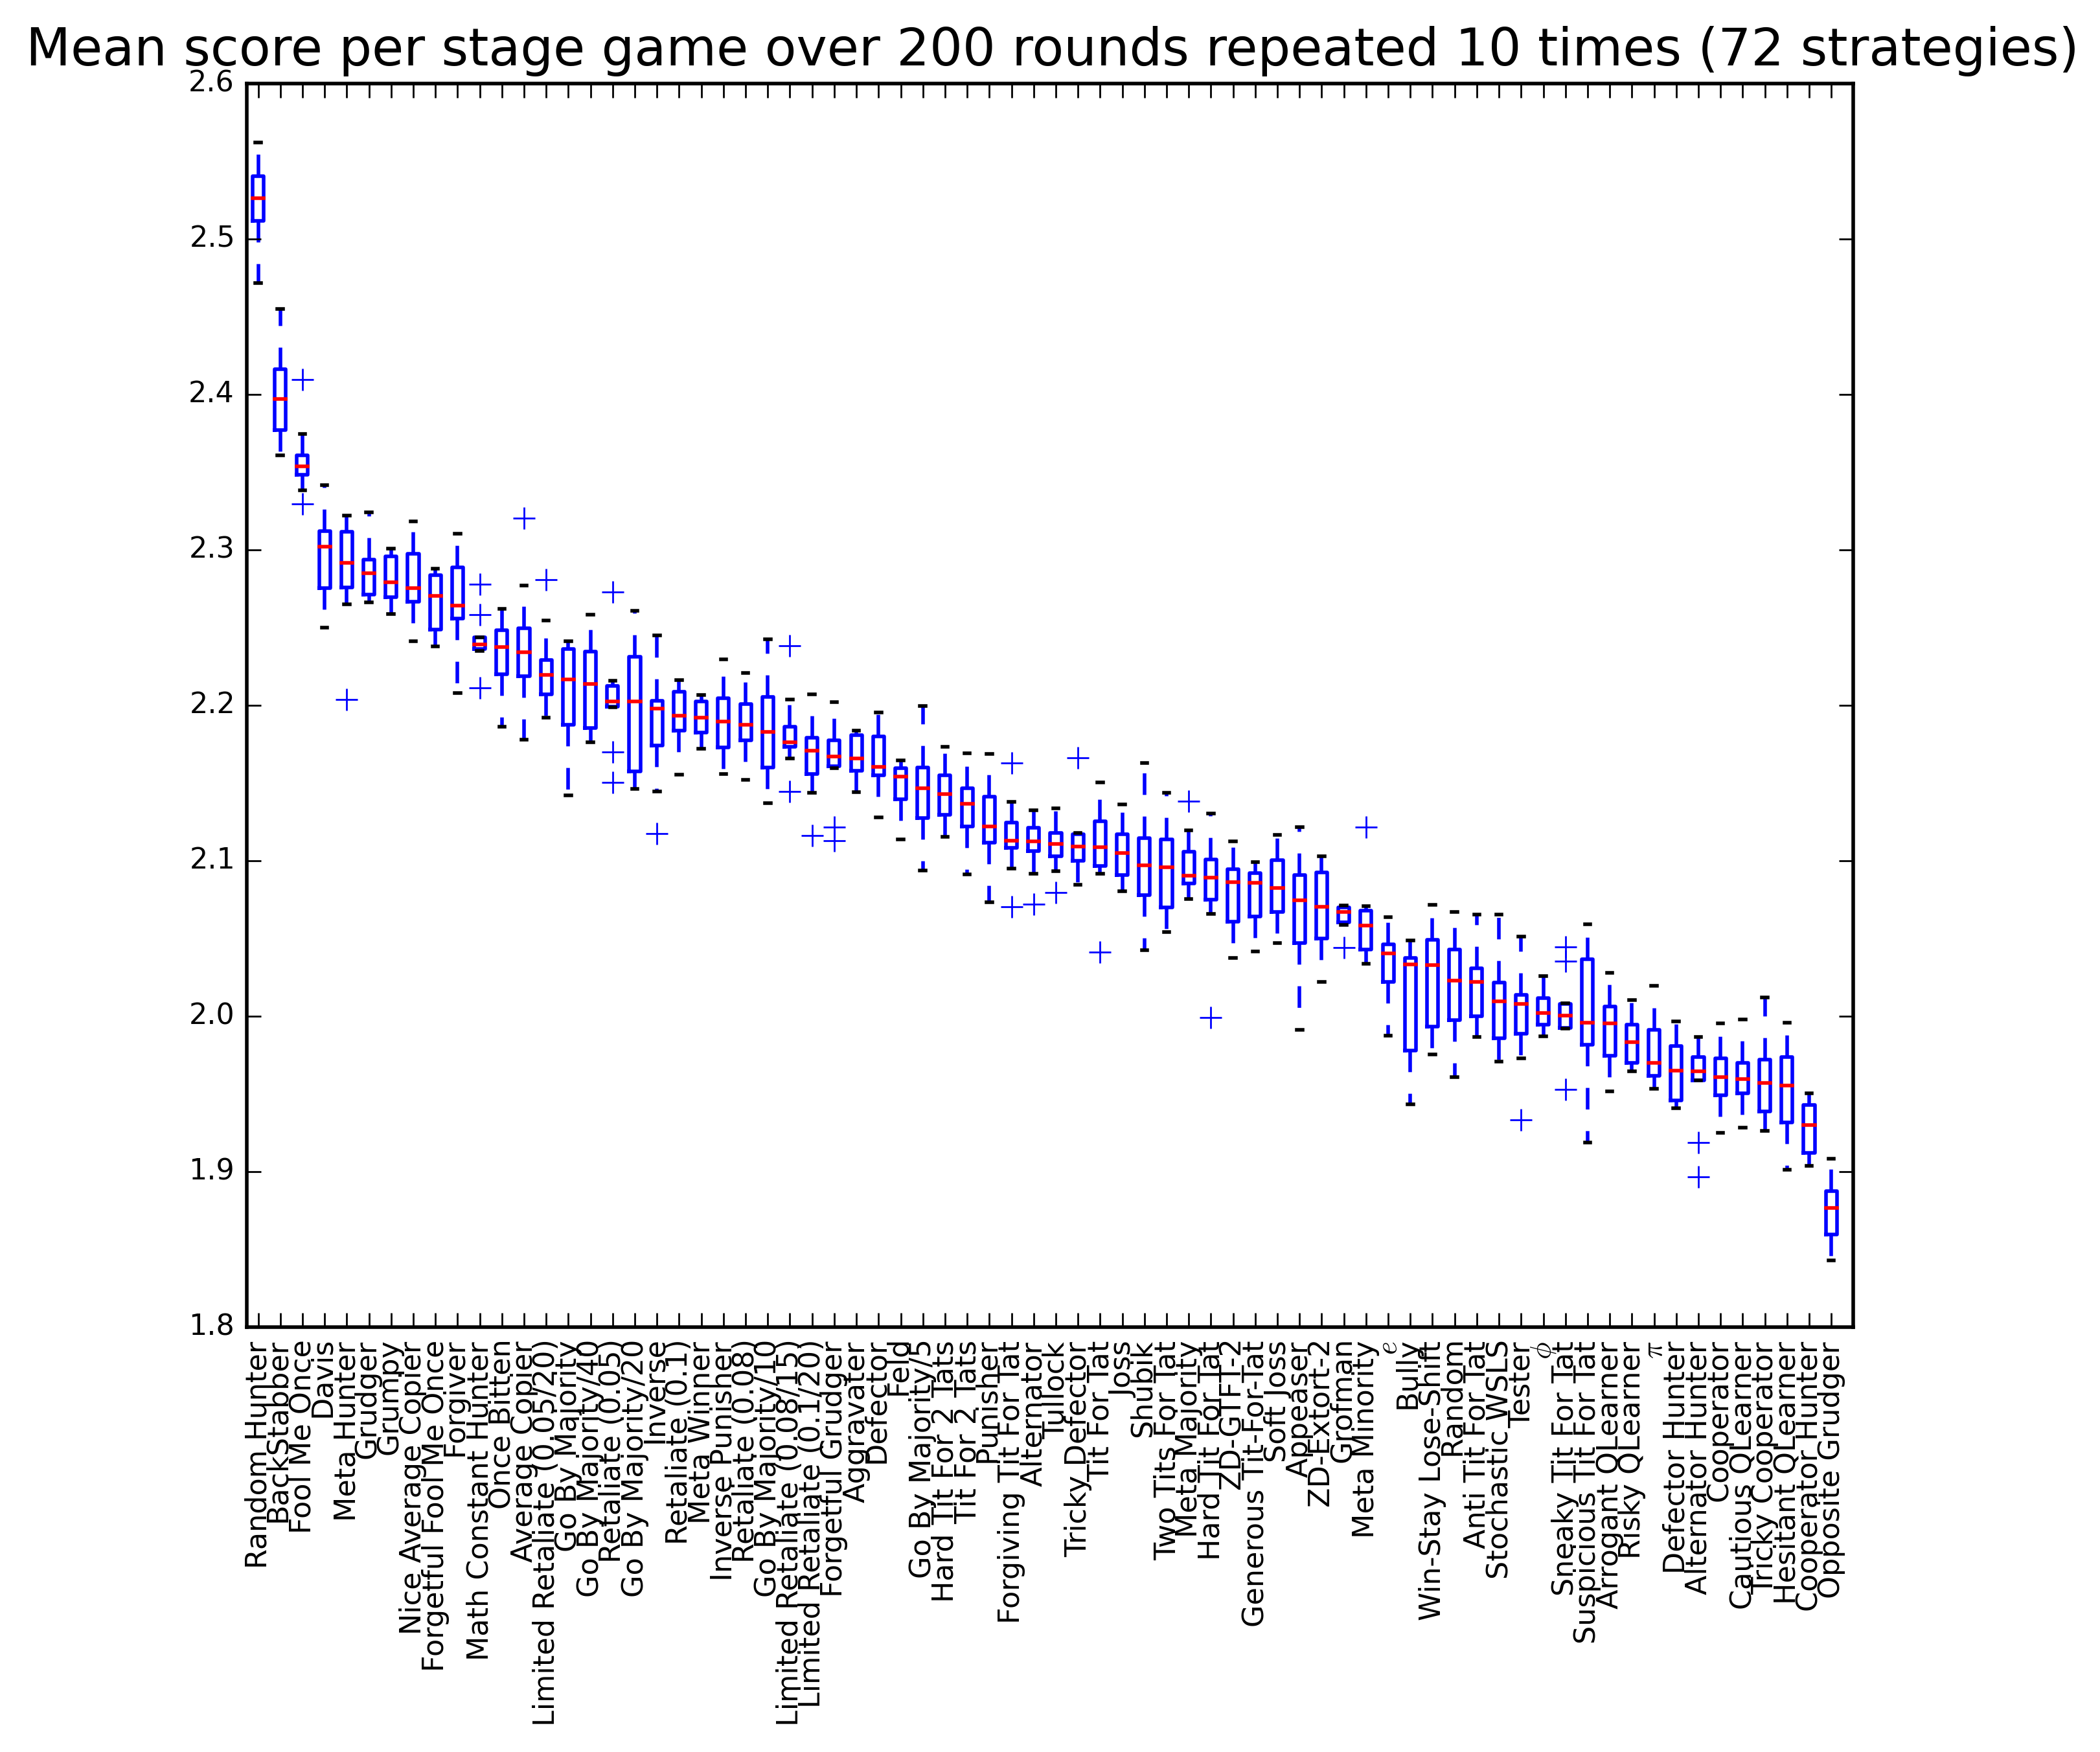 Mean score per stage game over 200 rounds repeated 10 times (72 strategies)
2.6
2.5
2.4
2.3
2.2
2.1
2.0
1.9
1.8
Random Hunter
BackStabber
Fool Me Once
Davis
Meta Hunter
Grudger
Grumpy
Nice Average Copier
Forgetful Fool Me Once
Forgiver
Math Constant Hunter
Once Bitten
Average Copier
Limited Retaliate (0.05/20)
Go By Majority
Go By Majority/40
Retaliate (0.05)
Go By Majority/20
Inverse
Retaliate (0.1)
Meta Winner
Inverse Punisher
Retaliate (0.08)
Go By Majority/10
Limited Retaliate (0.08/15)
Limited Retaliate (0.1/20)
Forgetful Grudger
Aggravater
Defector
Feld
Go By Majority/5
Hard Tit For 2 Tats
Tit For 2 Tats
Punisher
Forgiving Tit For Tat
Alternator
Tullock
Tricky Defector
Tit For Tat
Joss
Shubik
Two Tits For Tat
Meta Majority
Hard Tit For Tat
ZD-GTFT-2
Generous Tit-For-Tat
Soft Joss
Appeaser
ZD-Extort-2
Grofman
Meta Minority
e
Bully
Win-Stay Lose-Shift
Random
Anti Tit For Tat
Stochastic WSLS
Tester
ϕ
Sneaky Tit For Tat
Suspicious Tit For Tat
Arrogant QLearner
Risky QLearner
π
Defector Hunter
Alternator Hunter
Cooperator
Cautious QLearner
Tricky Cooperator
Hesitant QLearner
Cooperator Hunter
Opposite Grudger